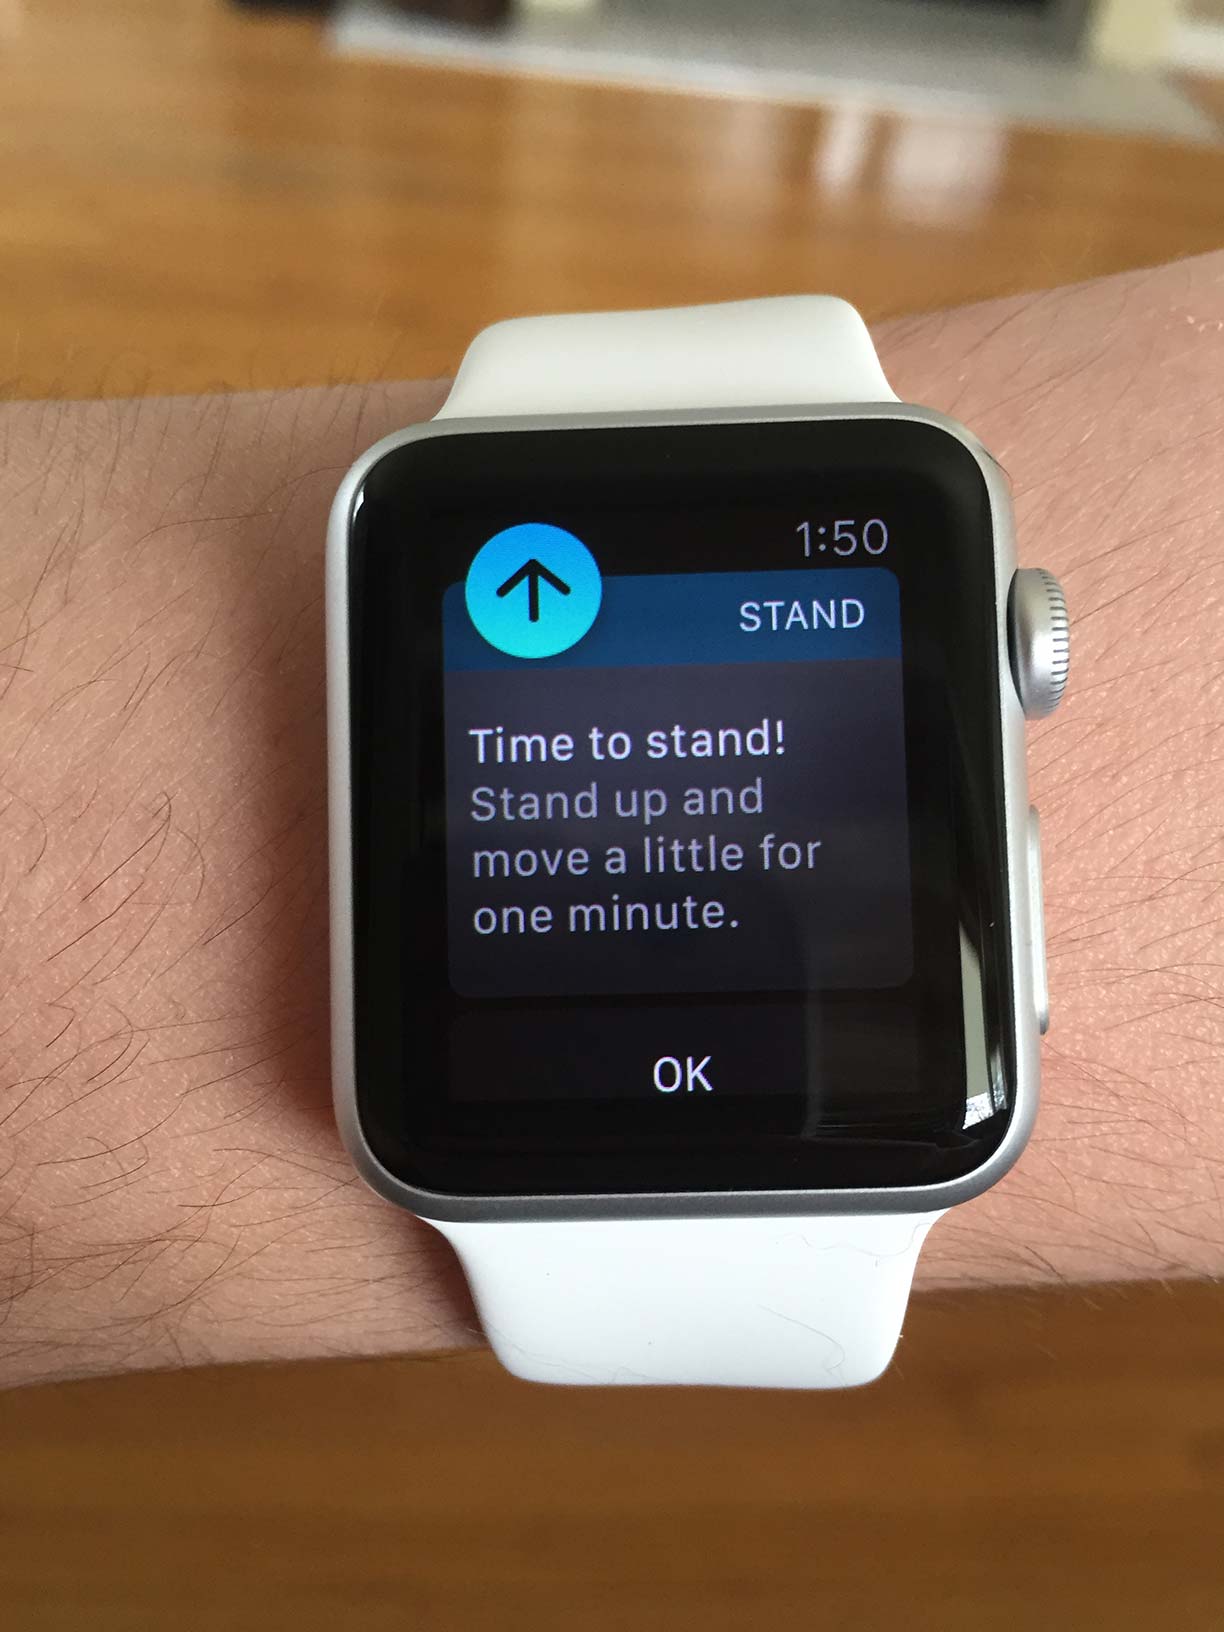 1:50
STAND
Time to stand!
Stand up and
move a little for
one minute.
OK